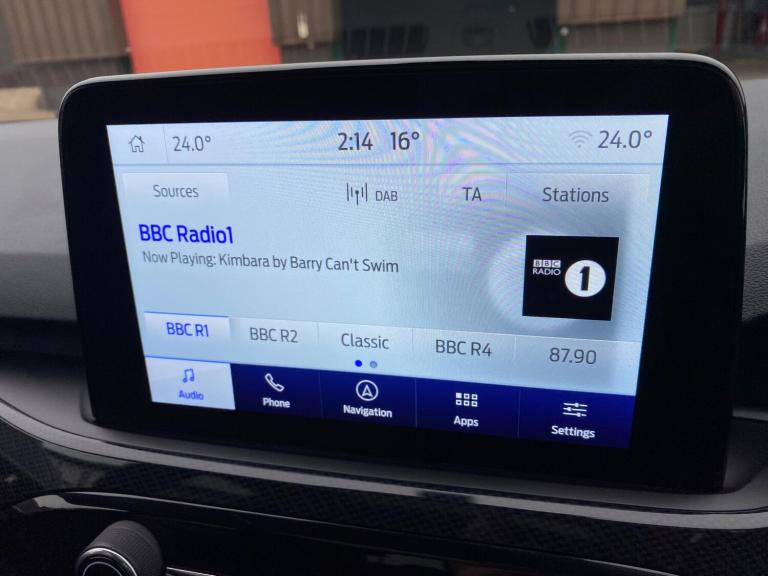 24.0° 2:14 16° 24.0°
Sources DAB TA Stations
BBC Radio1
Now Playing: Kimbara by Barry Can't Swim
BBC
RADIO 1
BBC R1 BBC R2 Classic BBC R4 87.90
Audio Phone Navigation Apps Settings